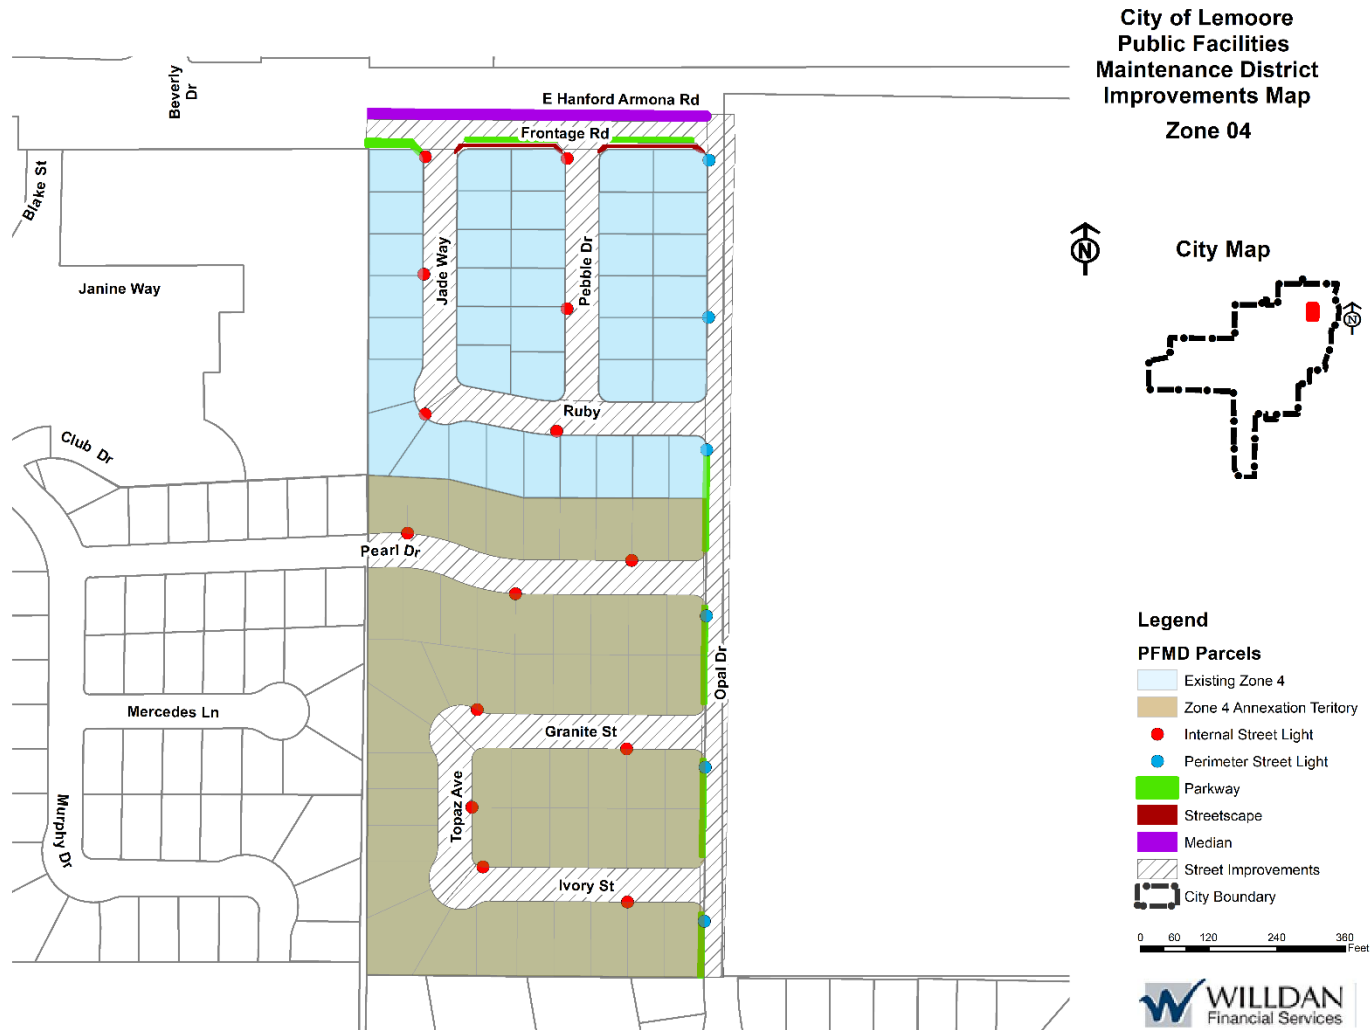 City of Lemoore
Public Facilities
Maintenance District
Improvements Map
Zone 04
E Hanford Armona Rd
Frontage Rd
Beverly
Dr
Blake St
Janine Way
Jade Way
Pebble Dr
Ruby
Club Dr
Pearl Dr
Opal Dr
Mercedes Ln
Granite St
Topaz Ave
Murphy Dr
Ivory St
N
City Map
N
Legend
PFMD Parcels
Existing Zone 4
Zone 4 Annexation Teritory
Internal Street Light
Perimeter Street Light
Parkway
Streetscape
Median
Street Improvements
City Boundary
0 60 120 240 360
Feet
WILLDAN
Financial Services